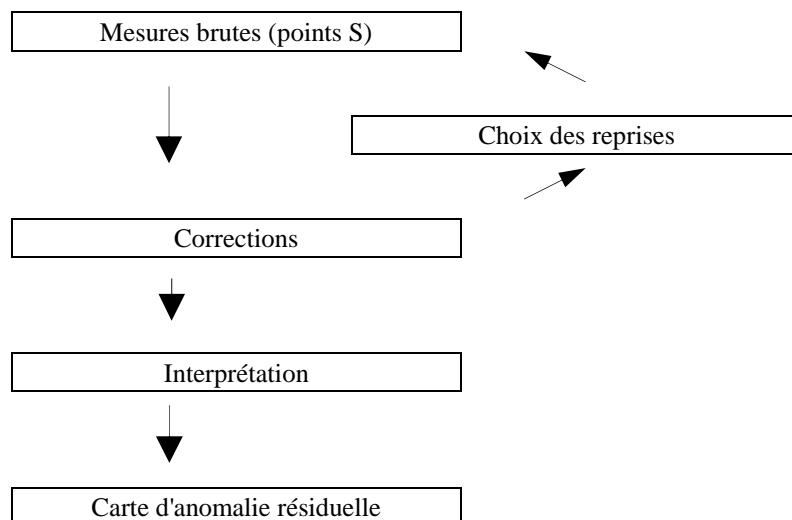 Mesures brutes (points S)
Choix des reprises
Corrections
Interprétation
Carte d'anomalie résiduelle